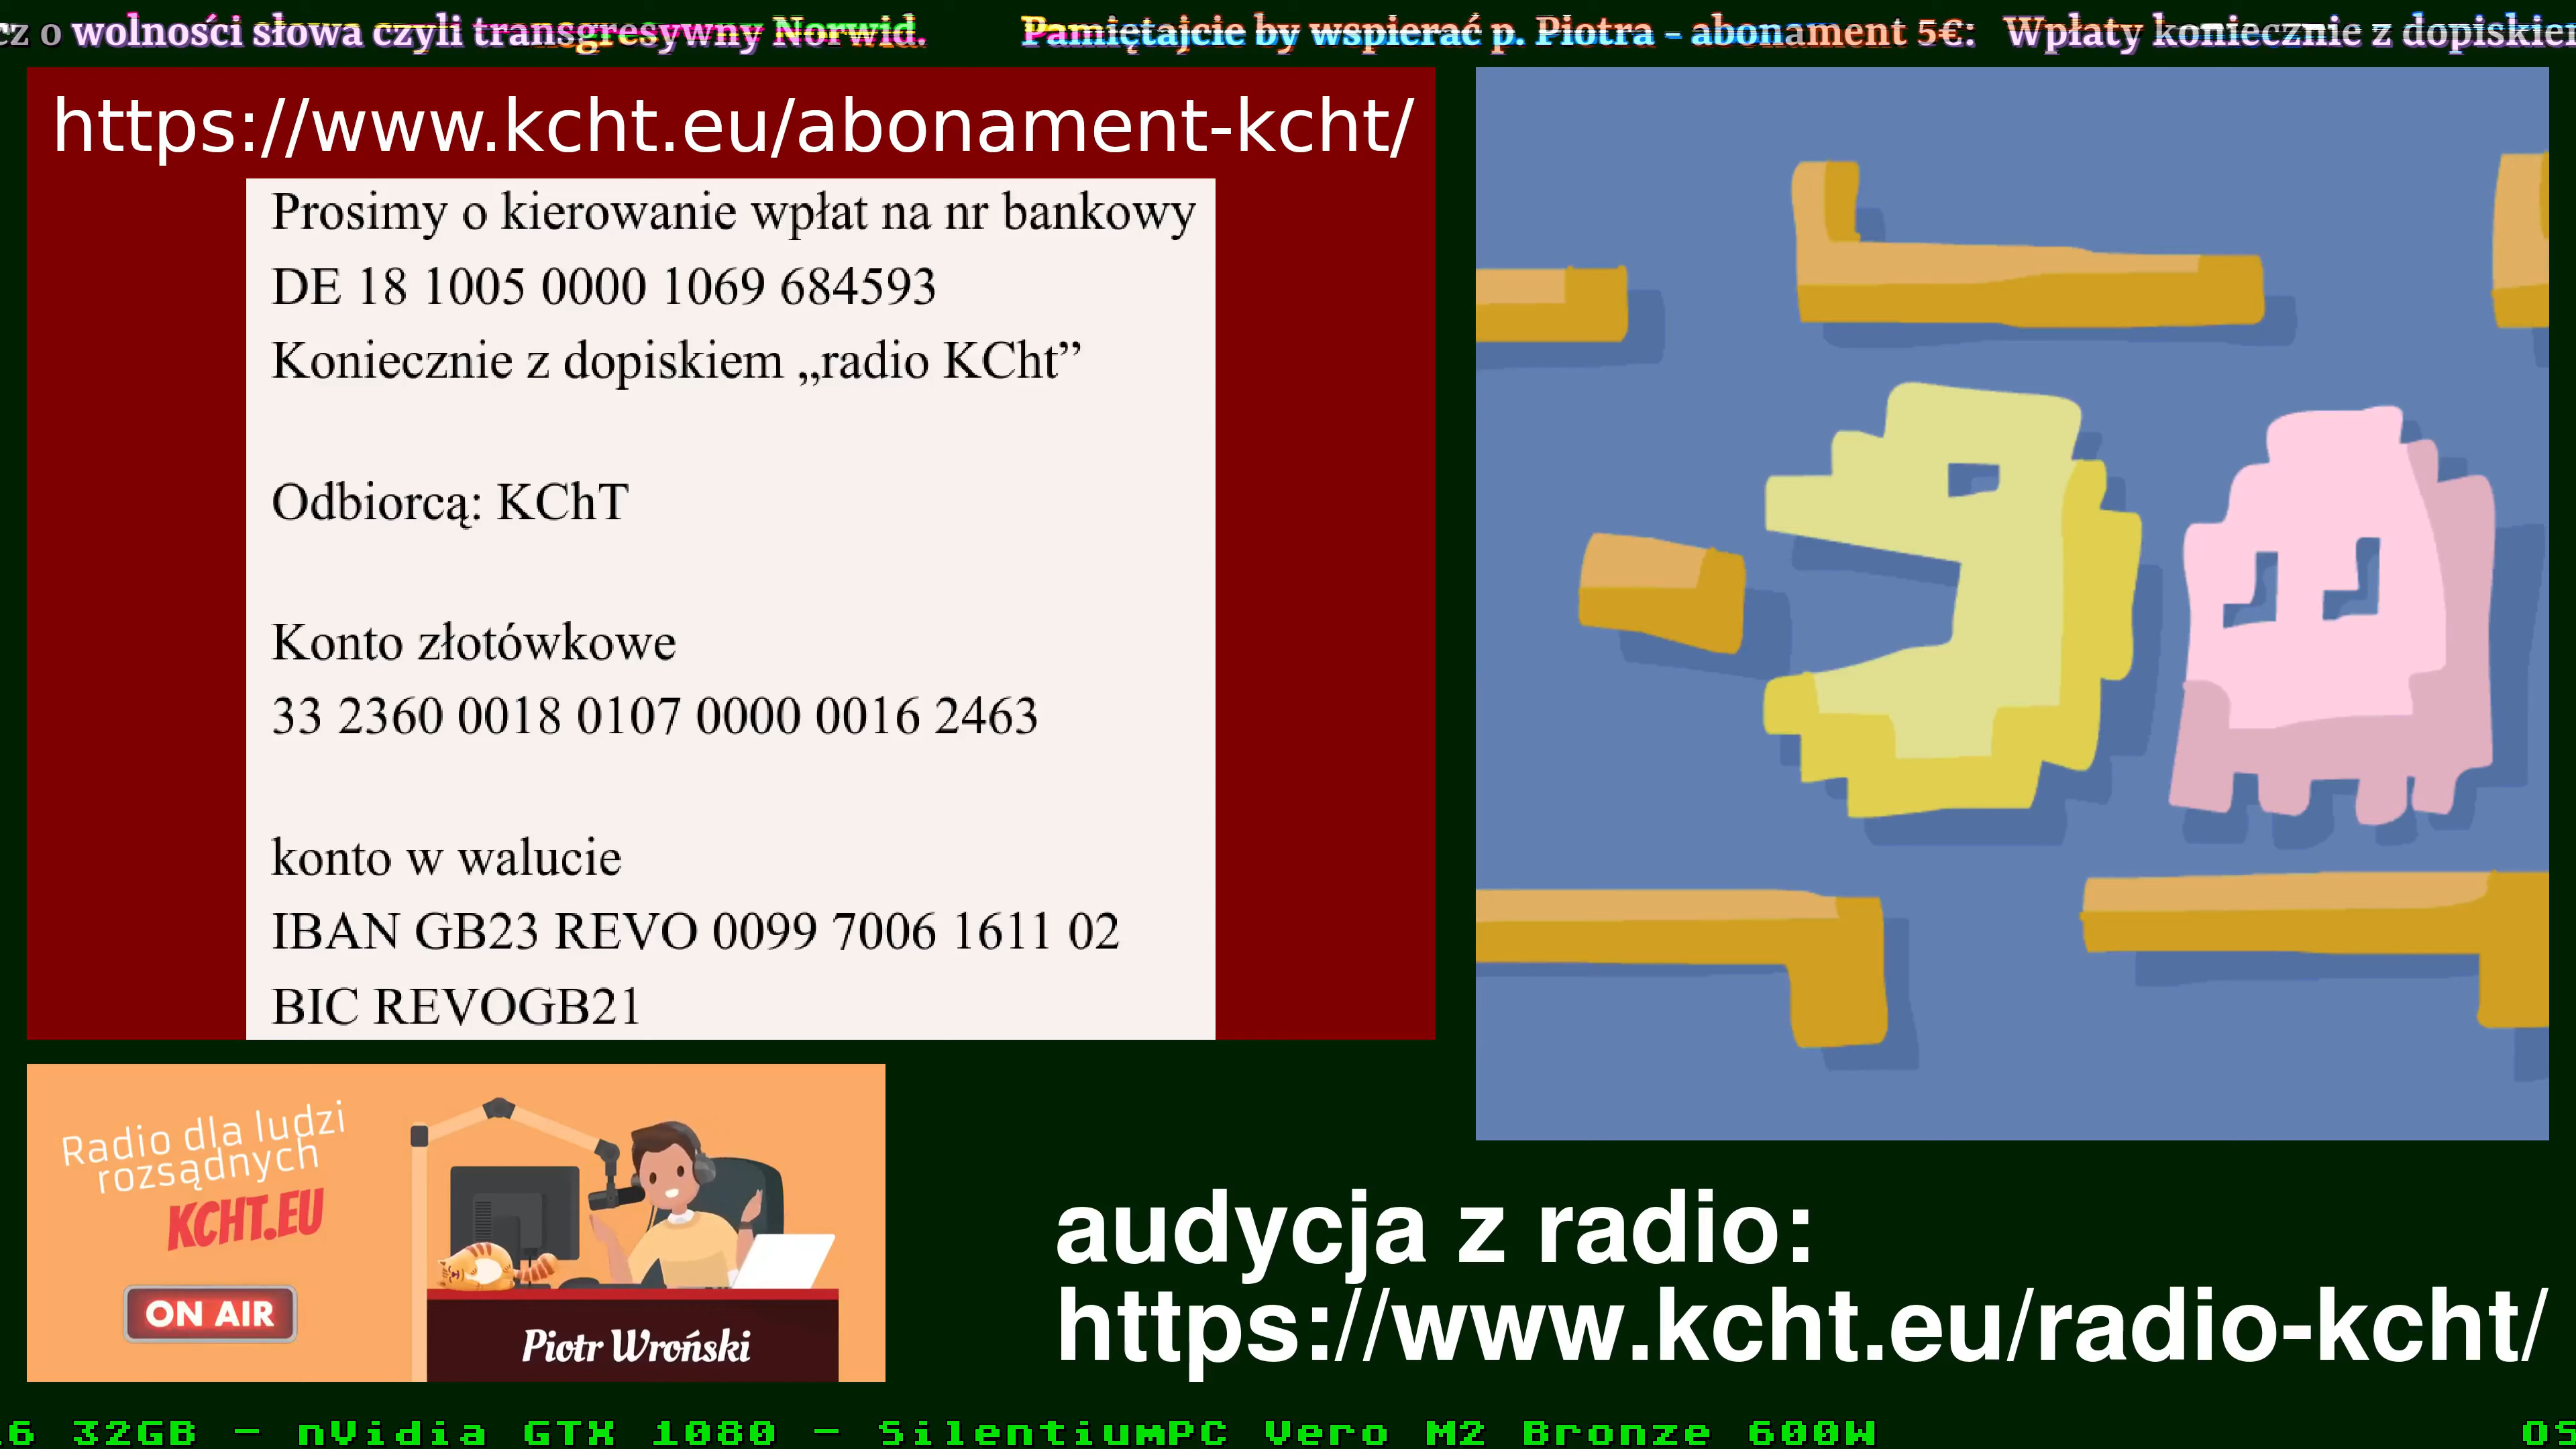 cz o wolności słowa czyli transgresywny Norwid. Pamiętajcie by wspierać p. Piotra - abonament 5€: Wpłaty koniecznie z dopiskiem
https://www.kcht.eu/abonament-kcht/
Prosimy o kierowanie wpłat na nr bankowy
DE 18 1005 0000 1069 684593
Koniecznie z dopiskiem „radio KCht”
Odbiorcą: KChT
Konto złotówkowe
33 2360 0018 0107 0000 0016 2463
konto w walucie
IBAN GB23 REVO 0099 7006 1611 02
BIC REVOGB21
Radio dla ludzi
rozsądnych
KCHT.EU
ON AIR
Piotr Wroński
audycja z radio:
https://www.kcht.eu/radio-kcht/
6 32GB - nVidia GTX 1080 - SilentiumPC Vero M2 Bronze 600W